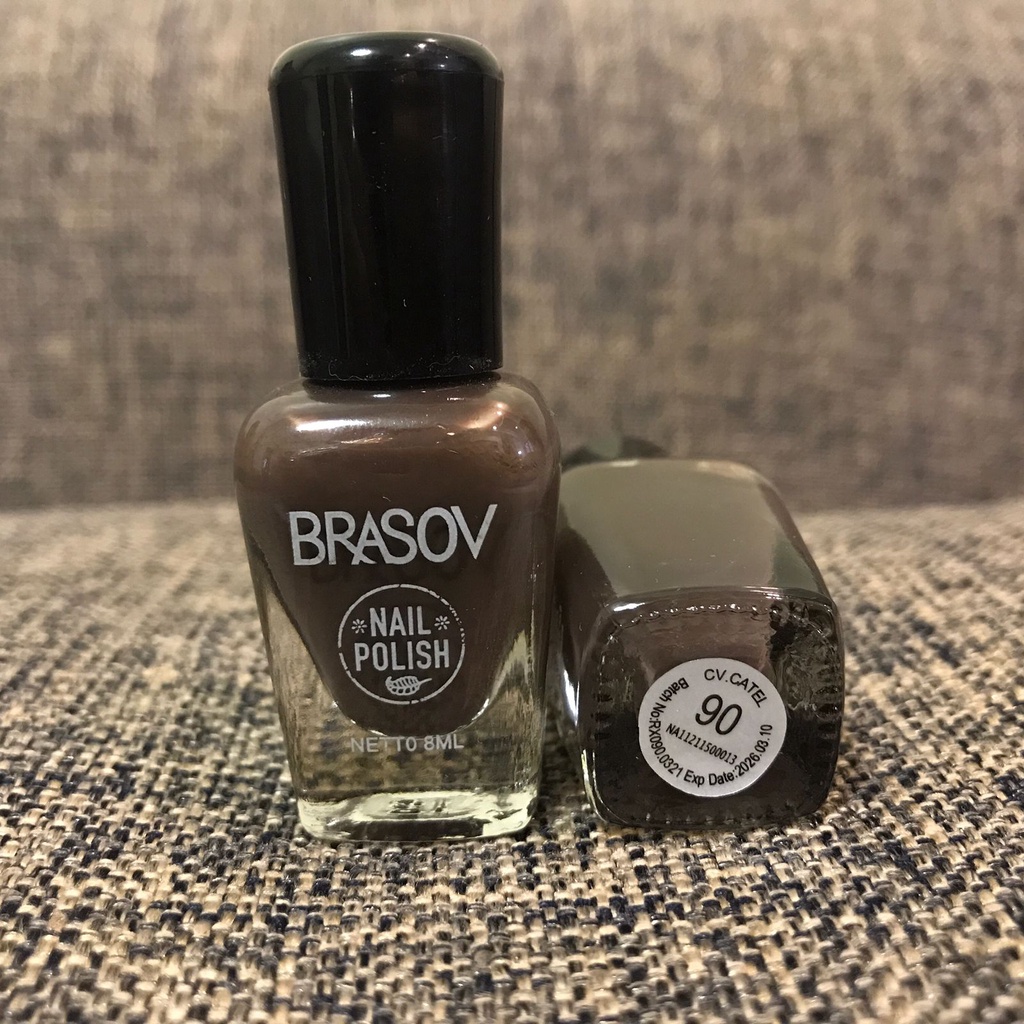 BRASOV
NAIL
POLISH
NETTO 8ML
CV.CATEL
90
NA11211500013
Batch No:RX090.0321 Exp Date:2026.03.10